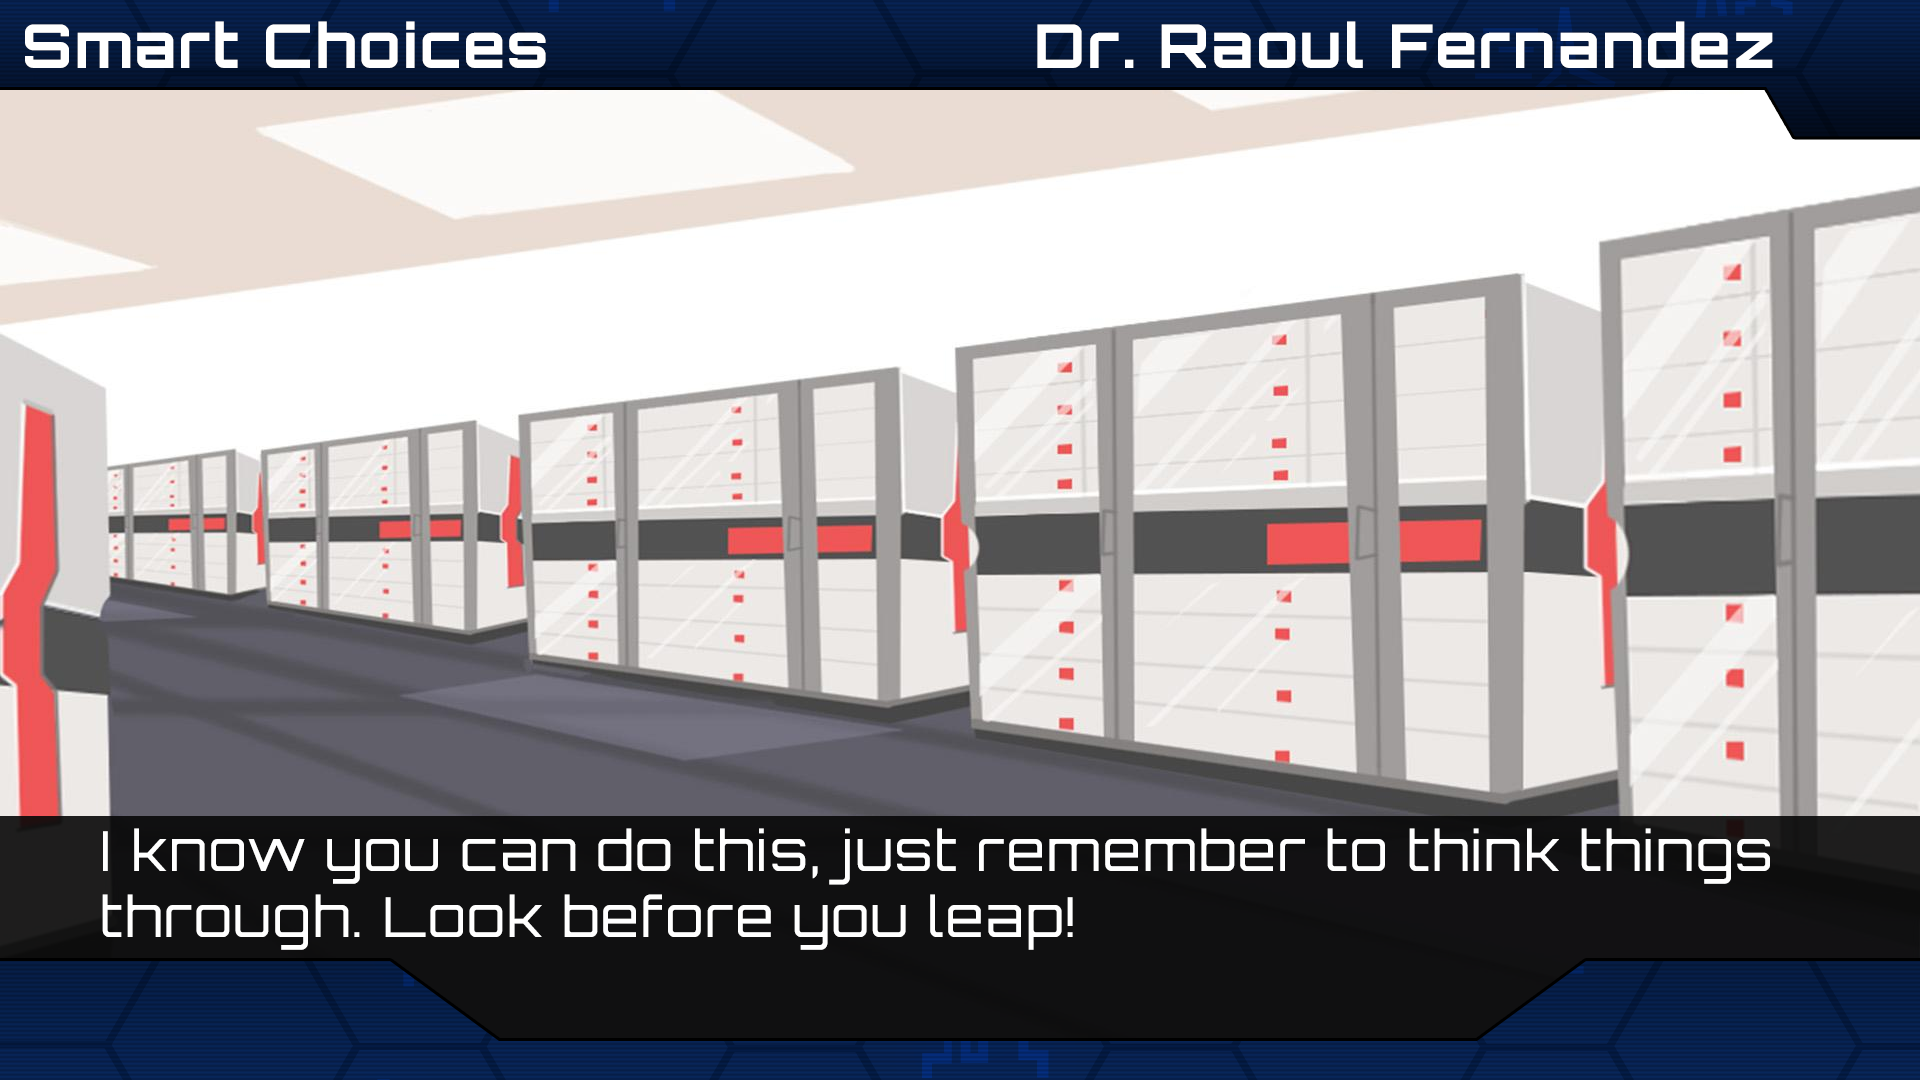 Smart Choices
Dr. Raoul Fernandez
I know you can do this, just remember to think things
through. Look before you leap!